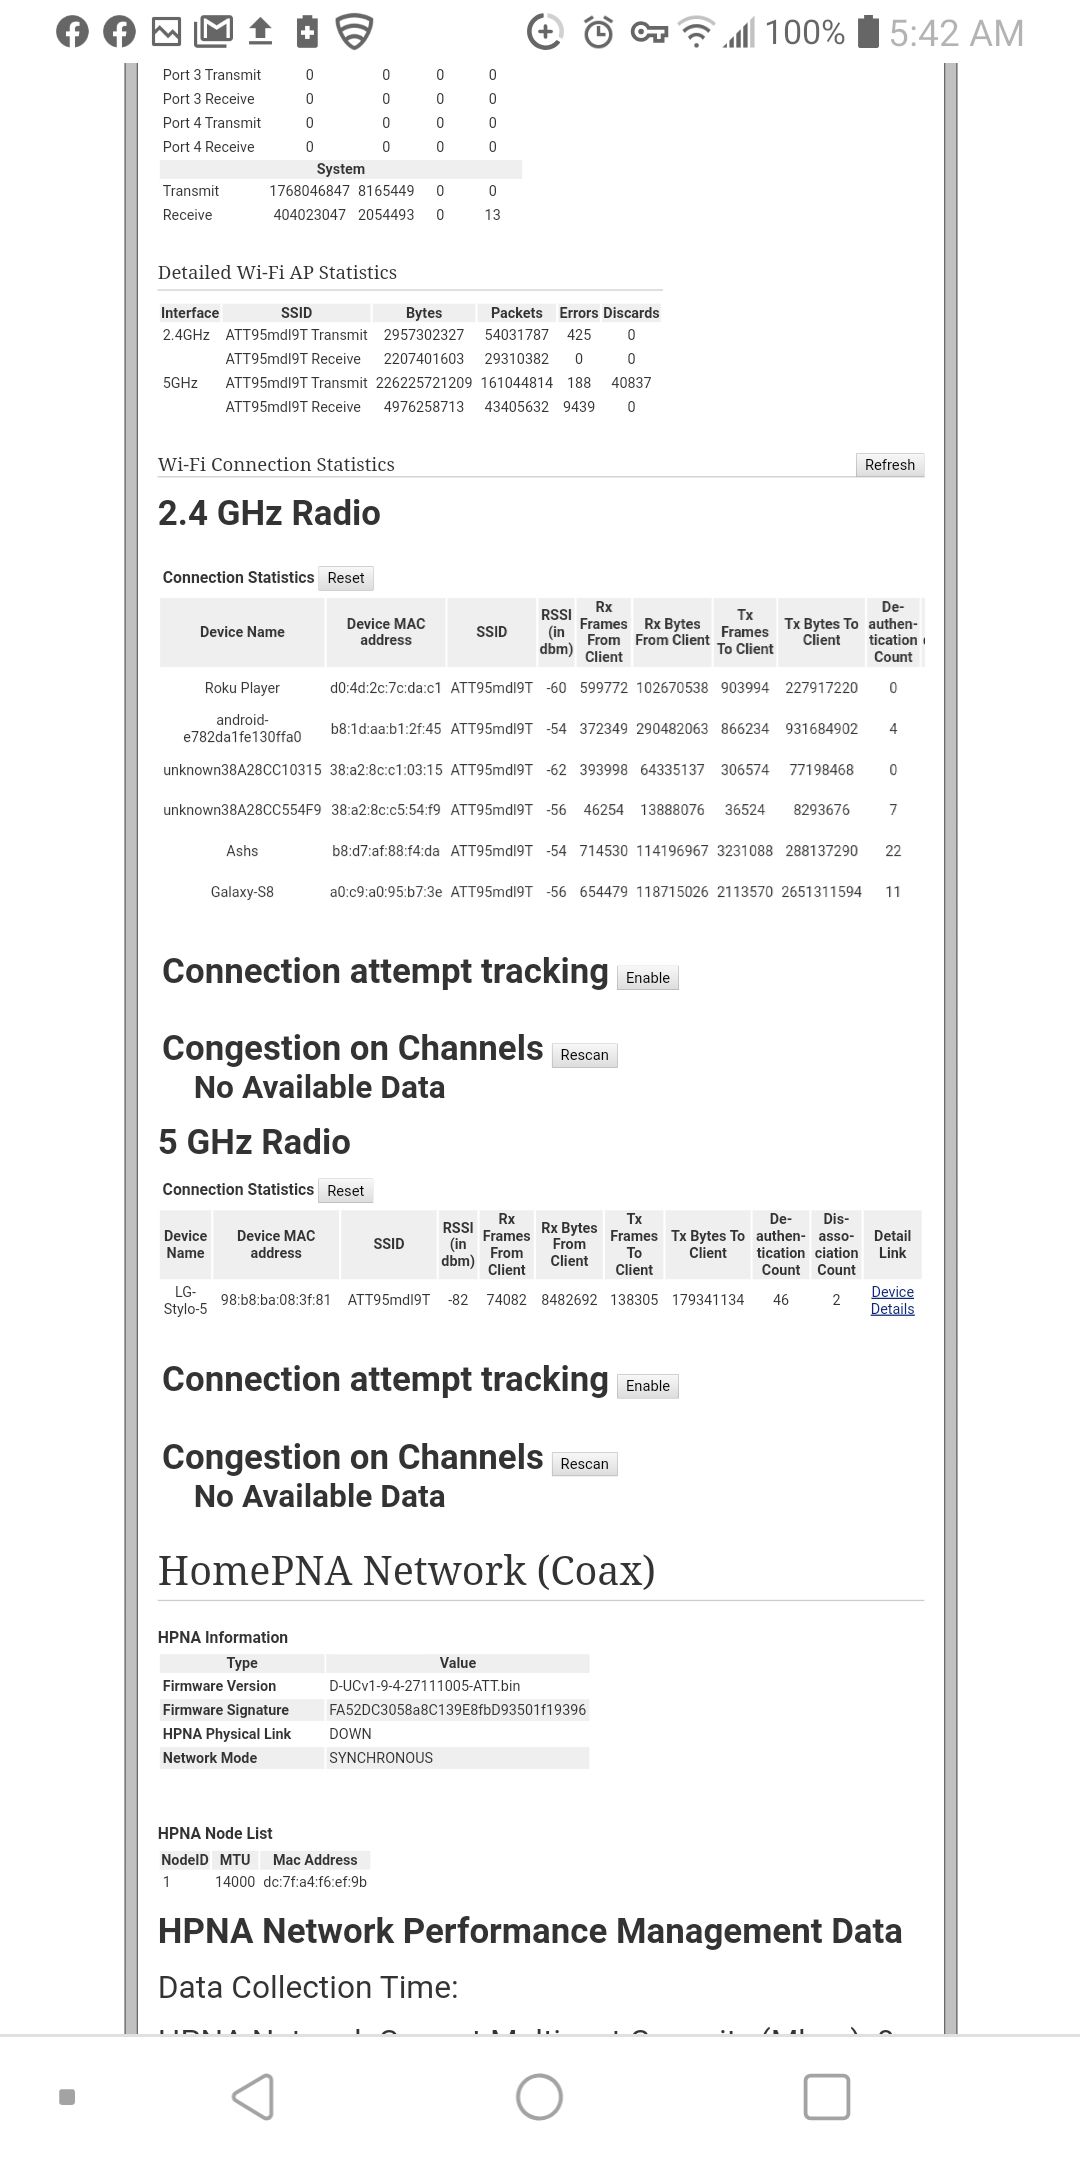 100% 5:42 AM
Port 3 Transmit 0 0 0 0
Port 3 Receive 0 0 0 0
Port 4 Transmit 0 0 0 0
Port 4 Receive 0 0 0 0
System
Transmit 1768046847 8165449 0 0
Receive 404023047 2054493 0 13
Detailed Wi-Fi AP Statistics
Interface SSID Bytes Packets Errors Discards
2.4GHz ATT95mdl9T Transmit 2957302327 54031787 425 0
ATT95mdl9T Receive 2207401603 29310382 0 0
5GHz ATT95mdl9T Transmit 226225721209 161044814 188 40837
ATT95mdl9T Receive 4976258713 43405632 9439 0
Wi-Fi Connection Statistics Refresh
2.4 GHz Radio
Connection Statistics Reset
Device Name Device MAC address SSID RSSI (in dbm) Rx Frames From Client Rx Bytes From Client Tx Frames To Client Tx Bytes To Client De-authen-tication Count
Roku Player d0:4d:2c:7c:da:c1 ATT95mdl9T -60 599772 102670538 903994 227917220 0
android-e782da1fe130ffa0 b8:1d:aa:b1:2f:45 ATT95mdl9T -54 372349 290482063 866234 931684902 4
unknown38A28CC10315 38:a2:8c:c1:03:15 ATT95mdl9T -62 393998 64335137 306574 77198468 0
unknown38A28CC554F9 38:a2:8c:c5:54:f9 ATT95mdl9T -56 46254 13888076 36524 8293676 7
Ashs b8:d7:af:88:f4:da ATT95mdl9T -54 714530 114196967 3231088 288137290 22
Galaxy-S8 a0:c9:a0:95:b7:3e ATT95mdl9T -56 654479 118715026 2113570 2651311594 11
Connection attempt tracking Enable
Congestion on Channels Rescan
No Available Data
5 GHz Radio
Connection Statistics Reset
Device Name Device MAC address SSID RSSI (in dbm) Rx Frames From Client Rx Bytes From Client Tx Frames To Client Tx Bytes To Client De-authen-tication Count Dis-asso-ciation Count Detail Link
LG-Stylo-5 98:b8:ba:08:3f:81 ATT95mdl9T -82 74082 8482692 138305 179341134 46 2 Device Details
Connection attempt tracking Enable
Congestion on Channels Rescan
No Available Data
HomePNA Network (Coax)
HPNA Information
Type Value
Firmware Version D-UCv1-9-4-27111005-ATT.bin
Firmware Signature FA52DC3058a8C139E8fbD93501f19396
HPNA Physical Link DOWN
Network Mode SYNCHRONOUS
HPNA Node List
NodeID MTU Mac Address
1 14000 dc:7f:a4:f6:ef:9b
HPNA Network Performance Management Data
Data Collection Time: